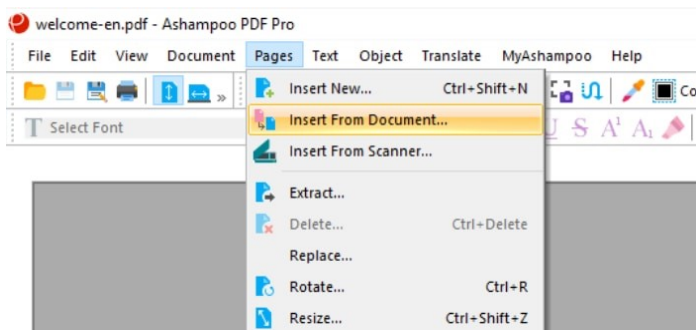 welcome-en.pdf - Ashampoo PDF Pro
File Edit View Document Pages Text Object Translate MyAshampoo Help
»
Insert New... Ctrl+Shift+N
Co
Insert From Document...
T Select Font
U S A¹ A₁
Insert From Scanner...
Extract...
Delete... Ctrl+Delete
Replace...
Rotate... Ctrl+R
Resize... Ctrl+Shift+Z